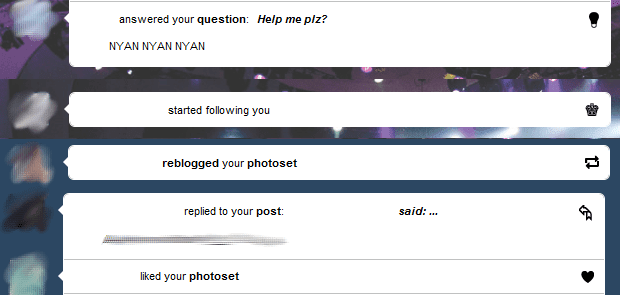 answered your question: Help me plz?
NYAN NYAN NYAN
started following you
reblogged your photoset
replied to your post: said: ...
liked your photoset